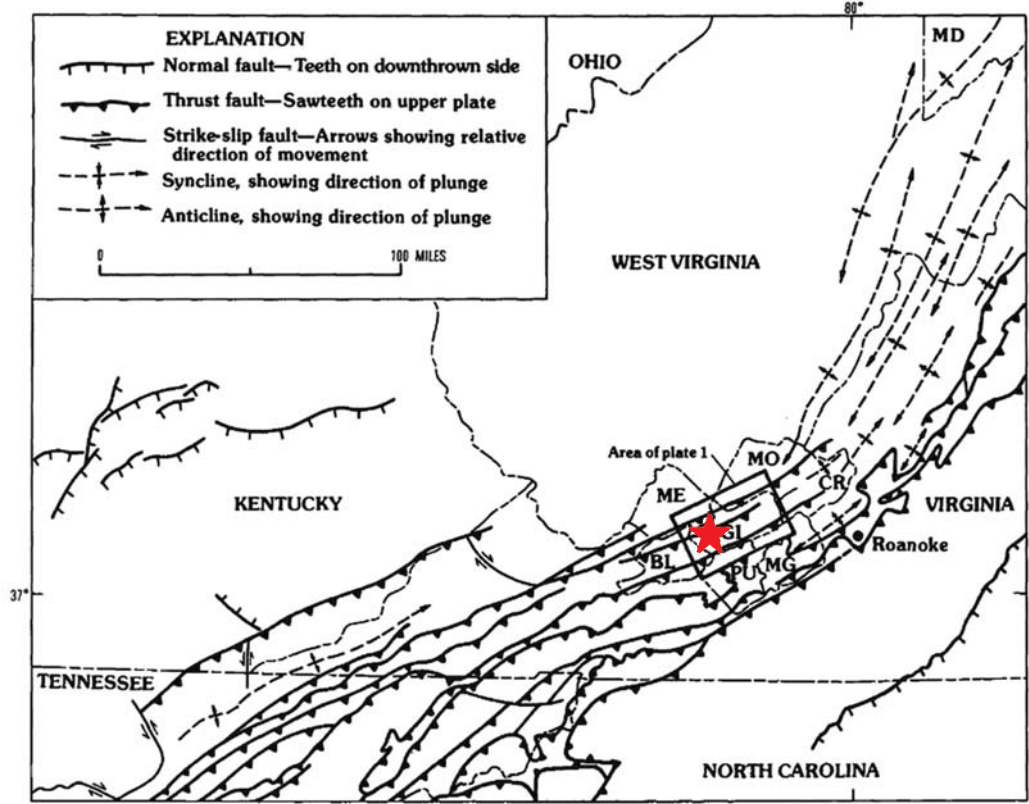 80°
MD
EXPLANATION
Normal fault—Teeth on downthrown side
OHIO
Thrust fault—Sawteeth on upper plate
Strike-slip fault—Arrows showing relative
direction of movement
Syncline, showing direction of plunge
Anticline, showing direction of plunge
0 100 MILES
WEST VIRGINIA
Area of plate 1
MO
ME
CR
KENTUCKY
VIRGINIA
GI
Roanoke
BL
PU
MG
37°
TENNESSEE
NORTH CAROLINA